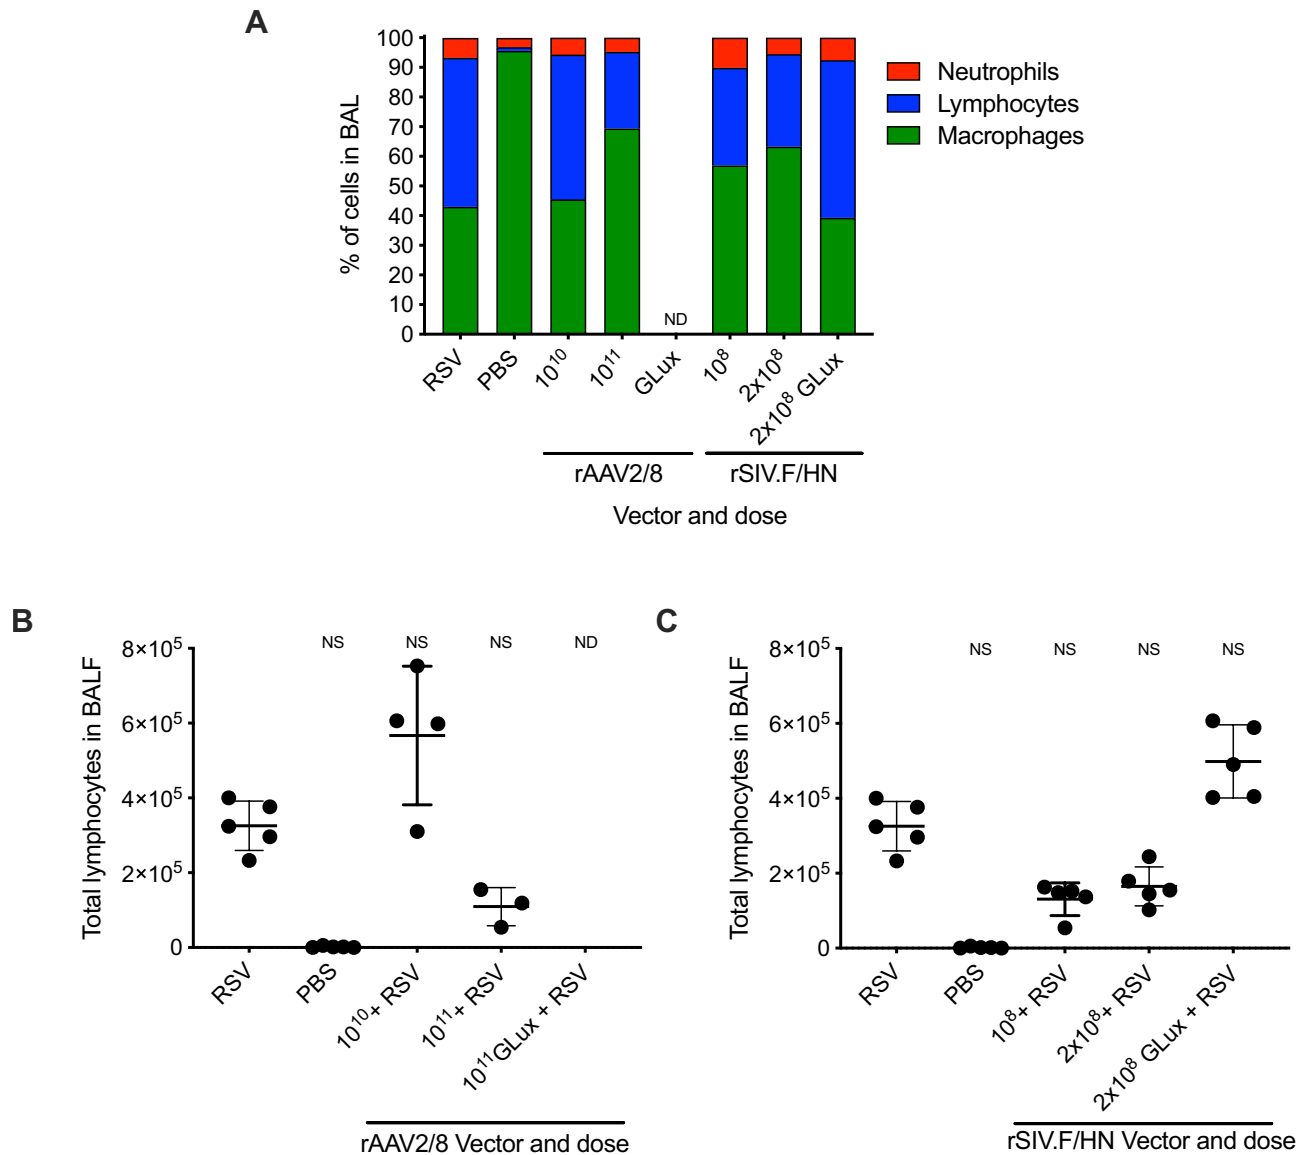 A
% of cells in BAL
100
90
80
70
60
50
40
30
20
10
0
ND
RSV
PBS
10¹⁰
10¹¹
GLux
10⁸
2x10⁸
2x10⁸ GLux
rAAV2/8
rSIV.F/HN
Vector and dose
Neutrophils
Lymphocytes
Macrophages
B
Total lymphocytes in BALF
8×10⁵
6×10⁵
4×10⁵
2×10⁵
0
NS
NS
NS
ND
RSV
PBS
10¹⁰+ RSV
10¹¹+ RSV
10¹¹GLux + RSV
rAAV2/8 Vector and dose
C
Total lymphocytes in BALF
8×10⁵
6×10⁵
4×10⁵
2×10⁵
0
NS
NS
NS
NS
RSV
PBS
10⁸+ RSV
2x10⁸+ RSV
2x10⁸ GLux + RSV
rSIV.F/HN Vector and dose